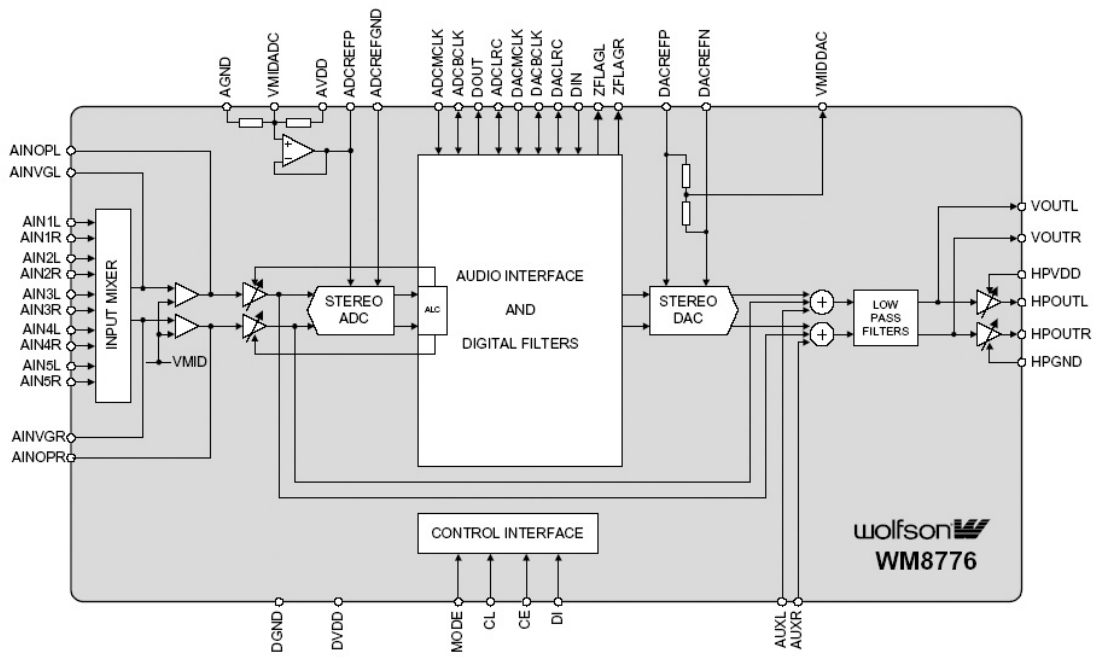 AGND
VMIDADC
AVDD
ADCREFP
ADCREFGND
ADCMCLK
ADCBCLK
DOUT
ADCLRC
DACMCLK
DACBCLK
DACLRC
DIN
ZFLAGL
ZFLAGR
DACREFP
DACREFN
VMIDDAC
AINOPL
AINVGL
AIN1L
AIN1R
AIN2L
AIN2R
AIN3L
AIN3R
AIN4L
AIN4R
AIN5L
AIN5R
AINVGR
AINOPR
INPUT MIXER
+
−
VMID
STEREO
ADC
ALC
AUDIO INTERFACE
AND
DIGITAL FILTERS
STEREO
DAC
+
+
LOW
PASS
FILTERS
VOUTL
VOUTR
HPVDD
HPOUTL
HPOUTR
HPGND
CONTROL INTERFACE
wolfson
WM8776
DGND
DVDD
MODE
CL
CE
DI
AUXL
AUXR